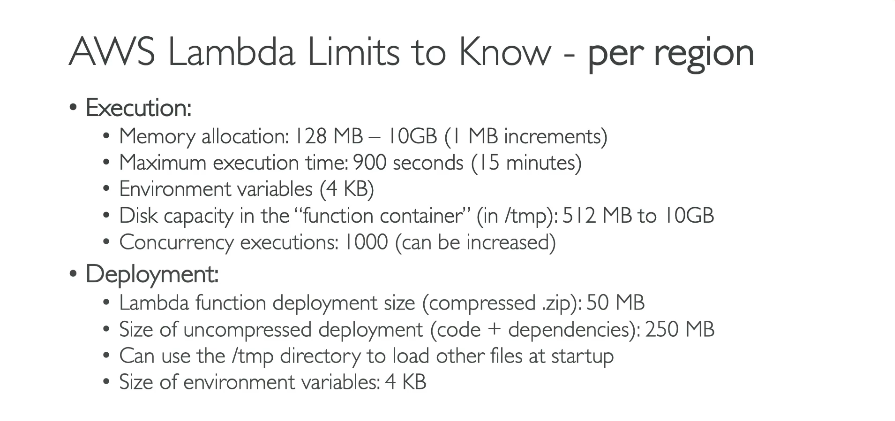 AWS Lambda Limits to Know - per region
• Execution:
• Memory allocation: 128 MB – 10GB (1 MB increments)
• Maximum execution time: 900 seconds (15 minutes)
• Environment variables (4 KB)
• Disk capacity in the “function container” (in /tmp): 512 MB to 10GB
• Concurrency executions: 1000 (can be increased)
• Deployment:
• Lambda function deployment size (compressed .zip): 50 MB
• Size of uncompressed deployment (code + dependencies): 250 MB
• Can use the /tmp directory to load other files at startup
• Size of environment variables: 4 KB